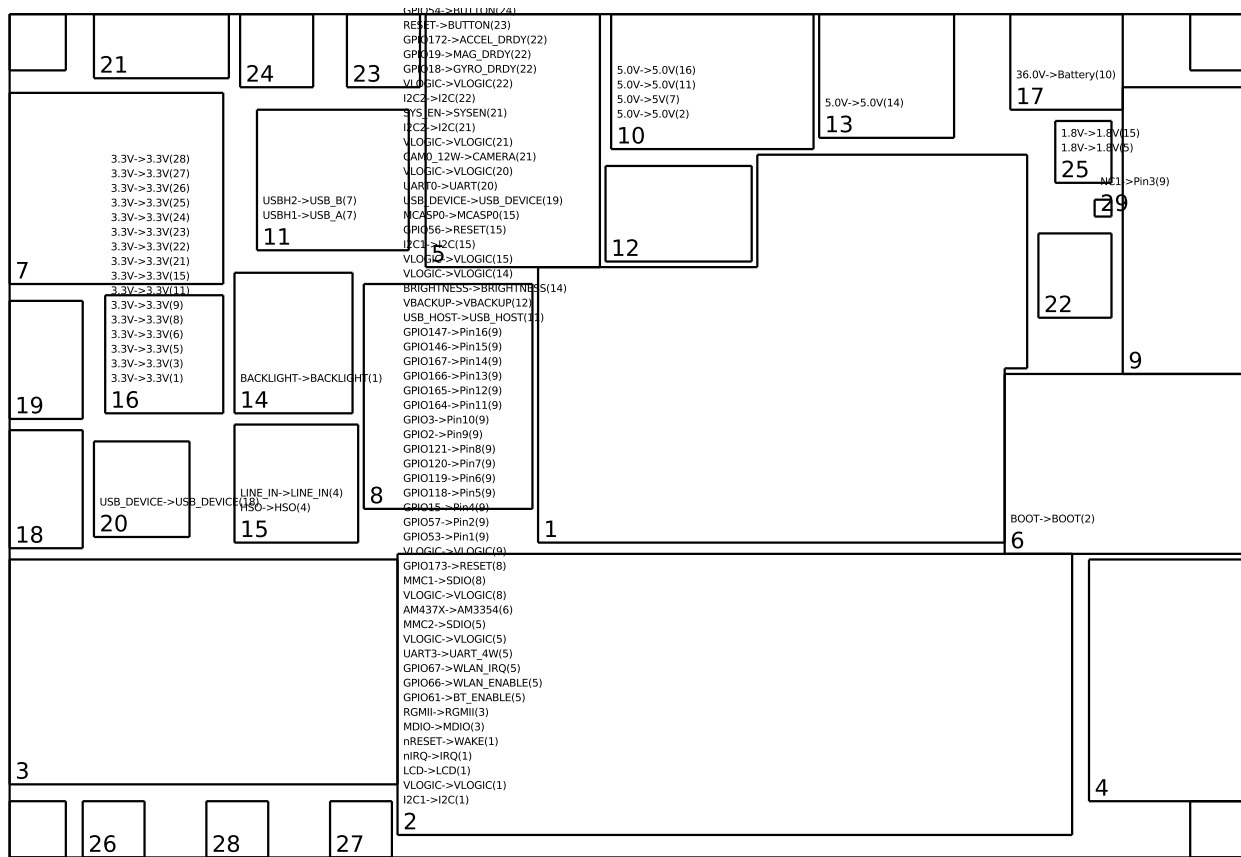 GPIO54->BUTTON(24)
RESET->BUTTON(23)
GPIO172->ACCEL_DRDY(22)
GPIO19->MAG_DRDY(22)
GPIO18->GYRO_DRDY(22)
VLOGIC->VLOGIC(22)
I2C2->I2C(22)
SYS_EN->SYSEN(21)
I2C2->I2C(21)
VLOGIC->VLOGIC(21)
CAM0_12W->CAMERA(21)
VLOGIC->VLOGIC(20)
UART0->UART(20)
USB_DEVICE->USB_DEVICE(19)
MCASP0->MCASP0(15)
GPIO56->RESET(15)
I2C1->I2C(15)
VLOGIC->VLOGIC(15)
VLOGIC->VLOGIC(14)
BRIGHTNESS->BRIGHTNESS(14)
VBACKUP->VBACKUP(12)
USB_HOST->USB_HOST(11)
GPIO147->Pin16(9)
GPIO146->Pin15(9)
GPIO167->Pin14(9)
GPIO166->Pin13(9)
GPIO165->Pin12(9)
GPIO164->Pin11(9)
GPIO3->Pin10(9)
GPIO2->Pin9(9)
GPIO121->Pin8(9)
GPIO120->Pin7(9)
GPIO119->Pin6(9)
GPIO118->Pin5(9)
GPIO15->Pin4(9)
GPIO57->Pin2(9)
GPIO53->Pin1(9)
VLOGIC->VLOGIC(9)
GPIO173->RESET(8)
MMC1->SDIO(8)
VLOGIC->VLOGIC(8)
AM437X->AM3354(6)
MMC2->SDIO(5)
VLOGIC->VLOGIC(5)
UART3->UART_4W(5)
GPIO67->WLAN_IRQ(5)
GPIO66->WLAN_ENABLE(5)
GPIO61->BT_ENABLE(5)
RGMII->RGMII(3)
MDIO->MDIO(3)
nRESET->WAKE(1)
nIRQ->IRQ(1)
LCD->LCD(1)
VLOGIC->VLOGIC(1)
I2C1->I2C(1)
2
21
24
23
5
5.0V->5.0V(16)
5.0V->5.0V(11)
5.0V->5V(7)
5.0V->5.0V(2)
10
5.0V->5.0V(14)
13
36.0V->Battery(10)
17
1.8V->1.8V(15)
1.8V->1.8V(5)
25
NC1->Pin3(9)
29
3.3V->3.3V(28)
3.3V->3.3V(27)
3.3V->3.3V(26)
3.3V->3.3V(25)
3.3V->3.3V(24)
3.3V->3.3V(23)
3.3V->3.3V(22)
3.3V->3.3V(21)
3.3V->3.3V(15)
3.3V->3.3V(11)
3.3V->3.3V(9)
3.3V->3.3V(8)
3.3V->3.3V(6)
3.3V->3.3V(5)
3.3V->3.3V(3)
3.3V->3.3V(1)
16
7
USBH2->USB_B(7)
USBH1->USB_A(7)
11
12
22
9
19
BACKLIGHT->BACKLIGHT(1)
14
18
USB_DEVICE->USB_DEVICE(18)
20
LINE_IN->LINE_IN(4)
HSO->HSO(4)
15
8
1
BOOT->BOOT(2)
6
3
4
26
28
27